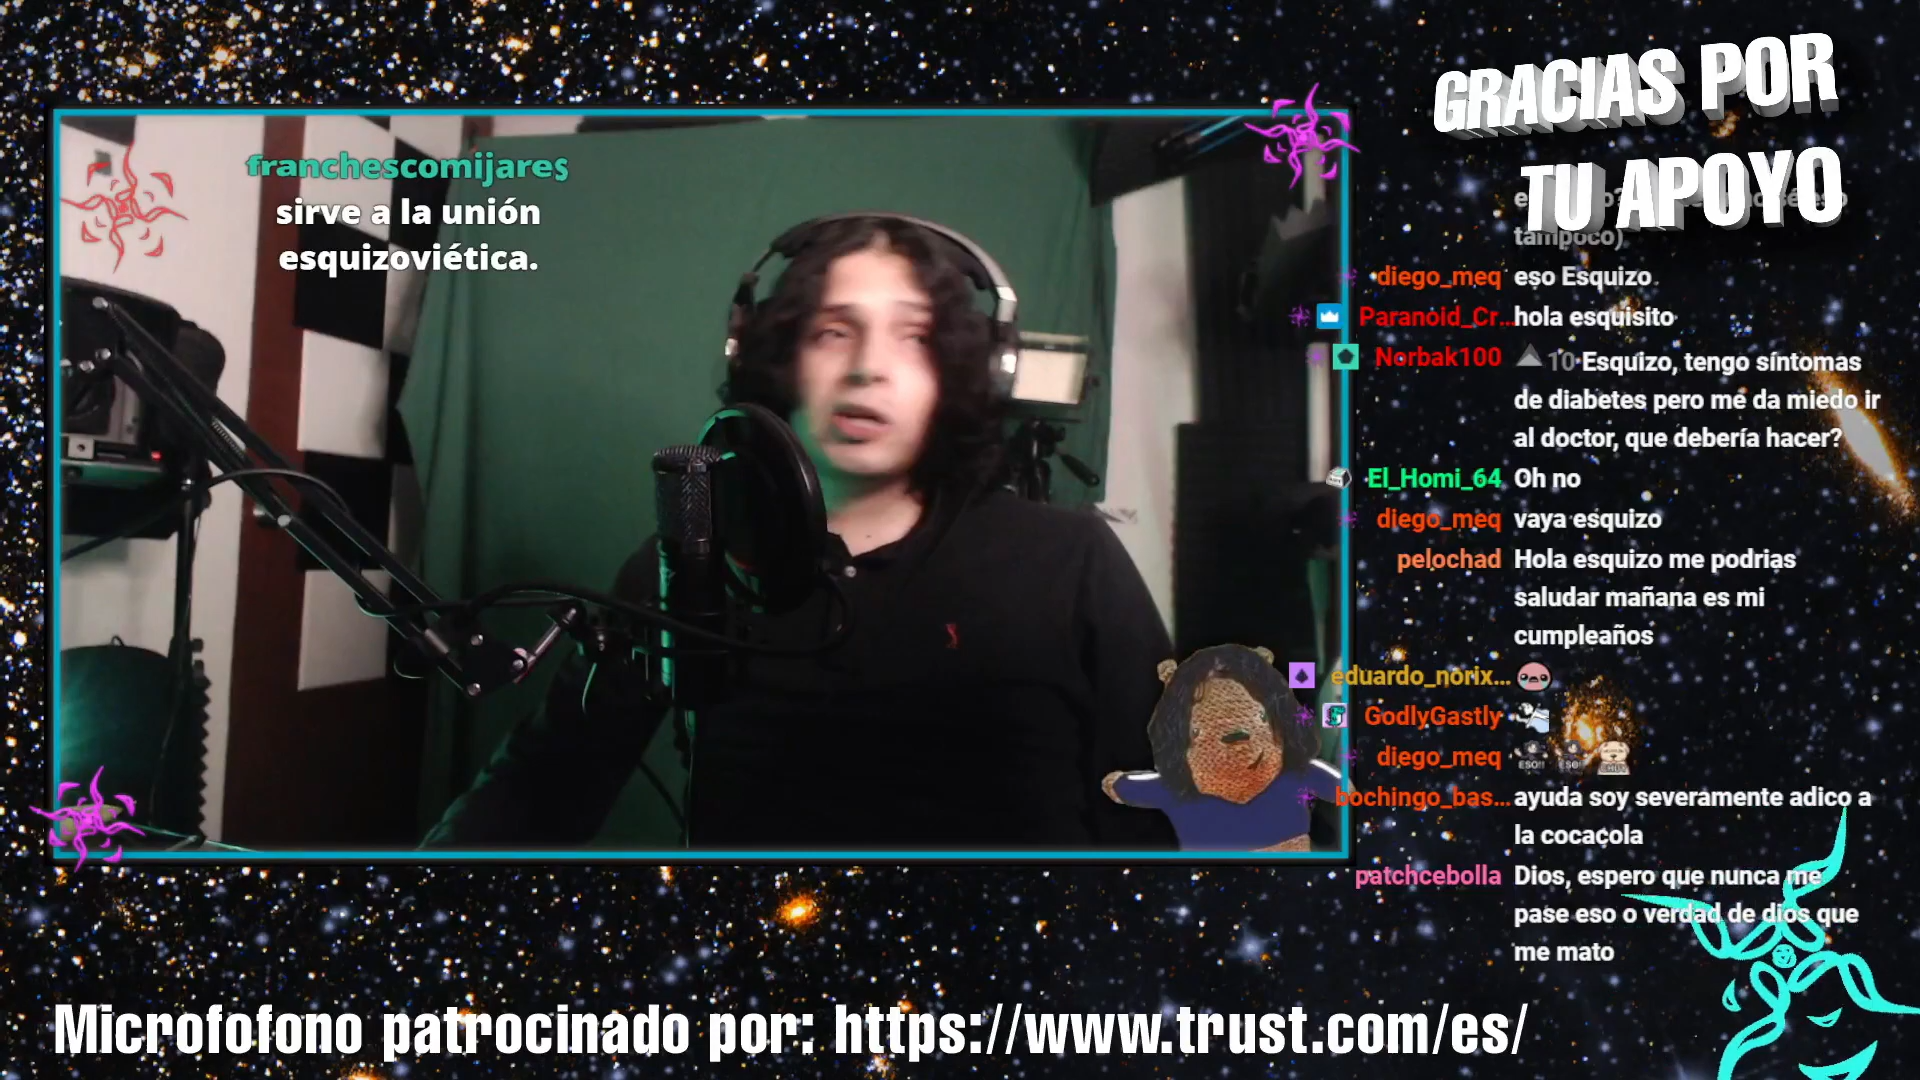 GRACIAS POR
TU APOYO
franchescomijares
sirve a la unión
esquizoviética.
tampoco)
diego_meq eso Esquizo
Paranoid_Cr... hola esquisito
Norbak100 10 Esquizo, tengo síntomas
de diabetes pero me da miedo ir
al doctor, que debería hacer?
El_Homi_64 Oh no
diego_meq vaya esquizo
pelochad Hola esquizo me podrias
saludar mañana es mi
cumpleaños
eduardo_norix...
GodlyGastly
diego_meq ESO!! ESO!!
bochingo_bas... ayuda soy severamente adico a
la cocacola
patchcebolla Dios, espero que nunca me
pase eso o verdad de dios que
me mato
Microfofono patrocinado por: https://www.trust.com/es/